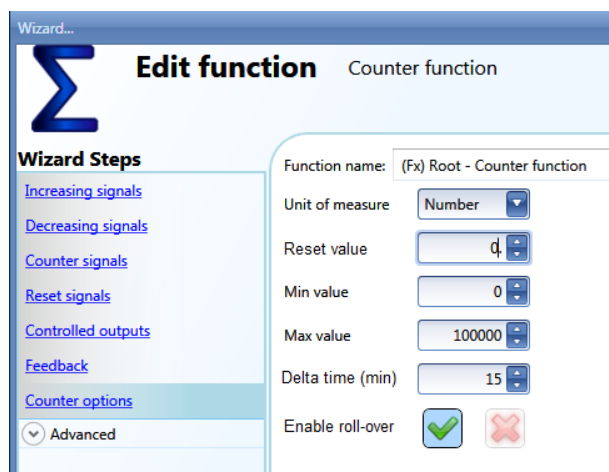 Wizard...
Edit function Counter function
Wizard Steps
Increasing signals
Decreasing signals
Counter signals
Reset signals
Controlled outputs
Feedback
Counter options
Advanced
Function name: (Fx) Root - Counter function
Unit of measure Number
Reset value 0.
Min value 0
Max value 100000
Delta time (min) 15
Enable roll-over